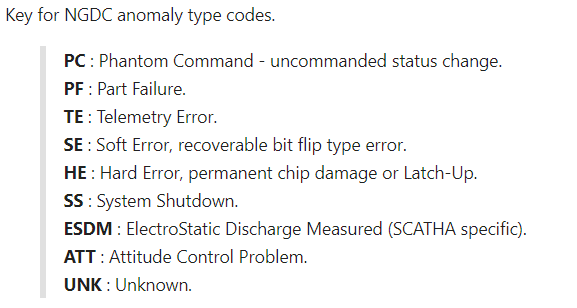 Key for NGDC anomaly type codes.
PC : Phantom Command - uncommanded status change.
PF : Part Failure.
TE : Telemetry Error.
SE : Soft Error, recoverable bit flip type error.
HE : Hard Error, permanent chip damage or Latch-Up.
SS : System Shutdown.
ESDM : ElectroStatic Discharge Measured (SCATHA specific).
ATT : Attitude Control Problem.
UNK : Unknown.